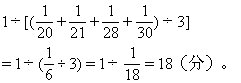 1÷[(1/20+1/21+1/28+1/30)÷3]
=1÷(1/6÷3)=1÷1/18=18（分）。